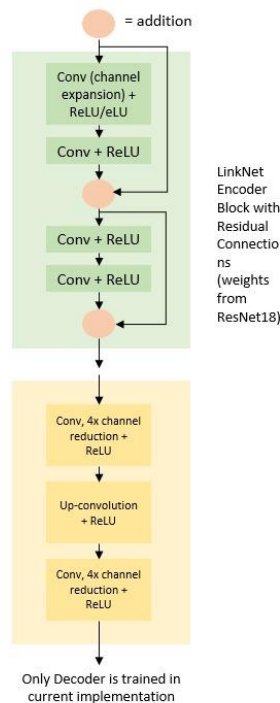 = addition
Conv (channel
expansion) +
ReLU/eLU
Conv + ReLU
Conv + ReLU
Conv + ReLU
LinkNet
Encoder
Block with
Residual
Connectio
ns
(weights
from
ResNet18)
Conv, 4x channel
reduction +
ReLU
Up-convolution
+ ReLU
Conv, 4x channel
reduction +
ReLU
Only Decoder is trained in
current implementation